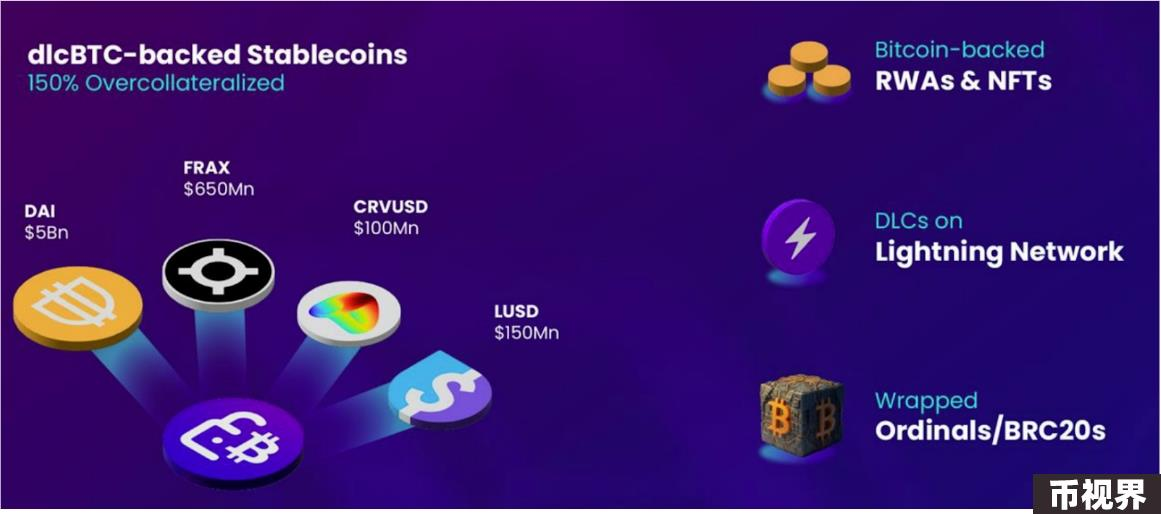 dlcBTC-backed Stablecoins
150% Overcollateralized
FRAX
$650Mn
DAI
$5Bn
CRVUSD
$100Mn
LUSD
$150Mn
Bitcoin-backed
RWAs & NFTs
DLCs on
Lightning Network
Wrapped
Ordinals/BRC20s
币视界